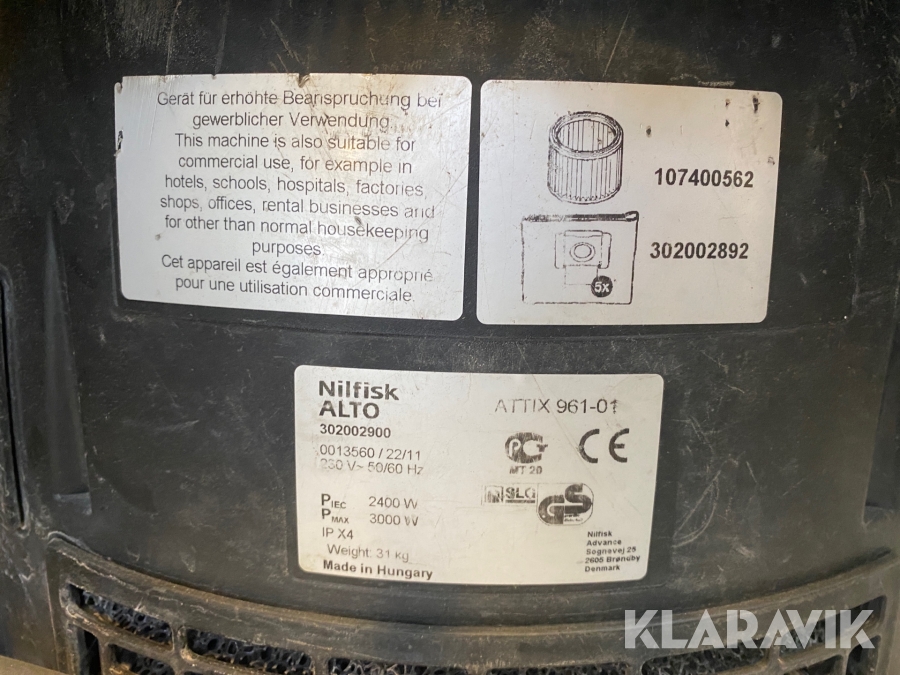 Gerät für erhöhte Beanspruchung bei
gewerblicher Verwendung.
This machine is also suitable for
commercial use, for example in
hotels, schools, hospitals, factories,
shops, offices, rental businesses and
for other than normal housekeeping
purposes.
Cet appareil est également approprié
pour une utilisation commerciale.
107400562
302002892
5x
Nilfisk
ALTO
302002900
0013560 / 22/11
230 V~ 50/60 Hz
PIEC 2400 W
PMAX 3000 W
IP X4
Weight: 31 kg
Made in Hungary
ATTIX 961-01
MT 20
CE
SLG
GS
Nilfisk
Advance
Sognevej 25
2605 Brøndby
Denmark
KLARAVIK